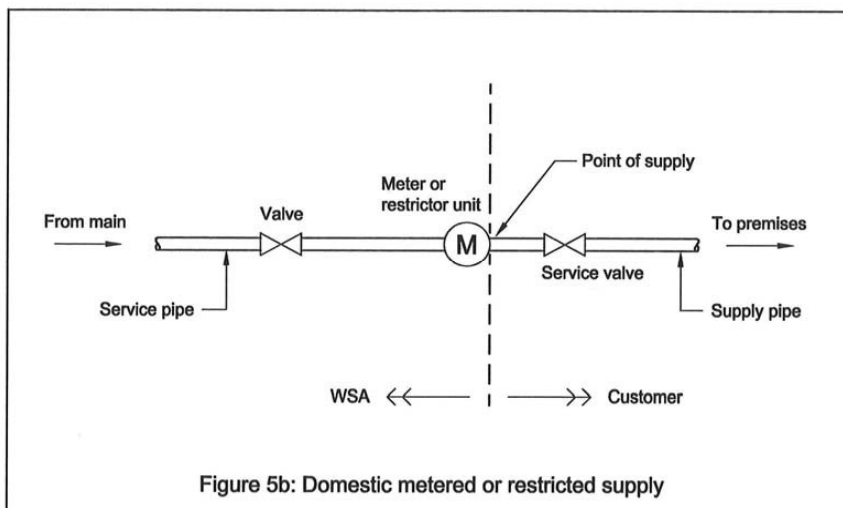 Point of supply
Meter or
restrictor unit
From main
Valve
To premises
M
Service valve
Service pipe
Supply pipe
WSA
Customer
Figure 5b: Domestic metered or restricted supply